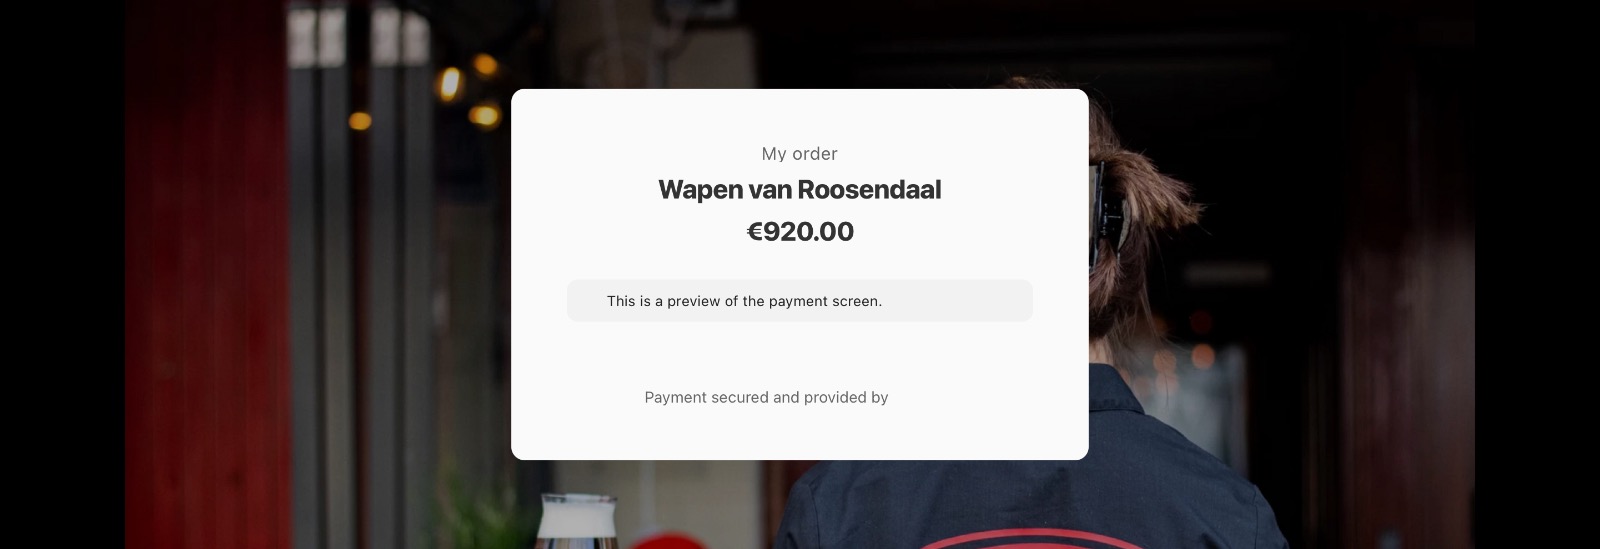 My order
Wapen van Roosendaal
€920.00
This is a preview of the payment screen.
Payment secured and provided by